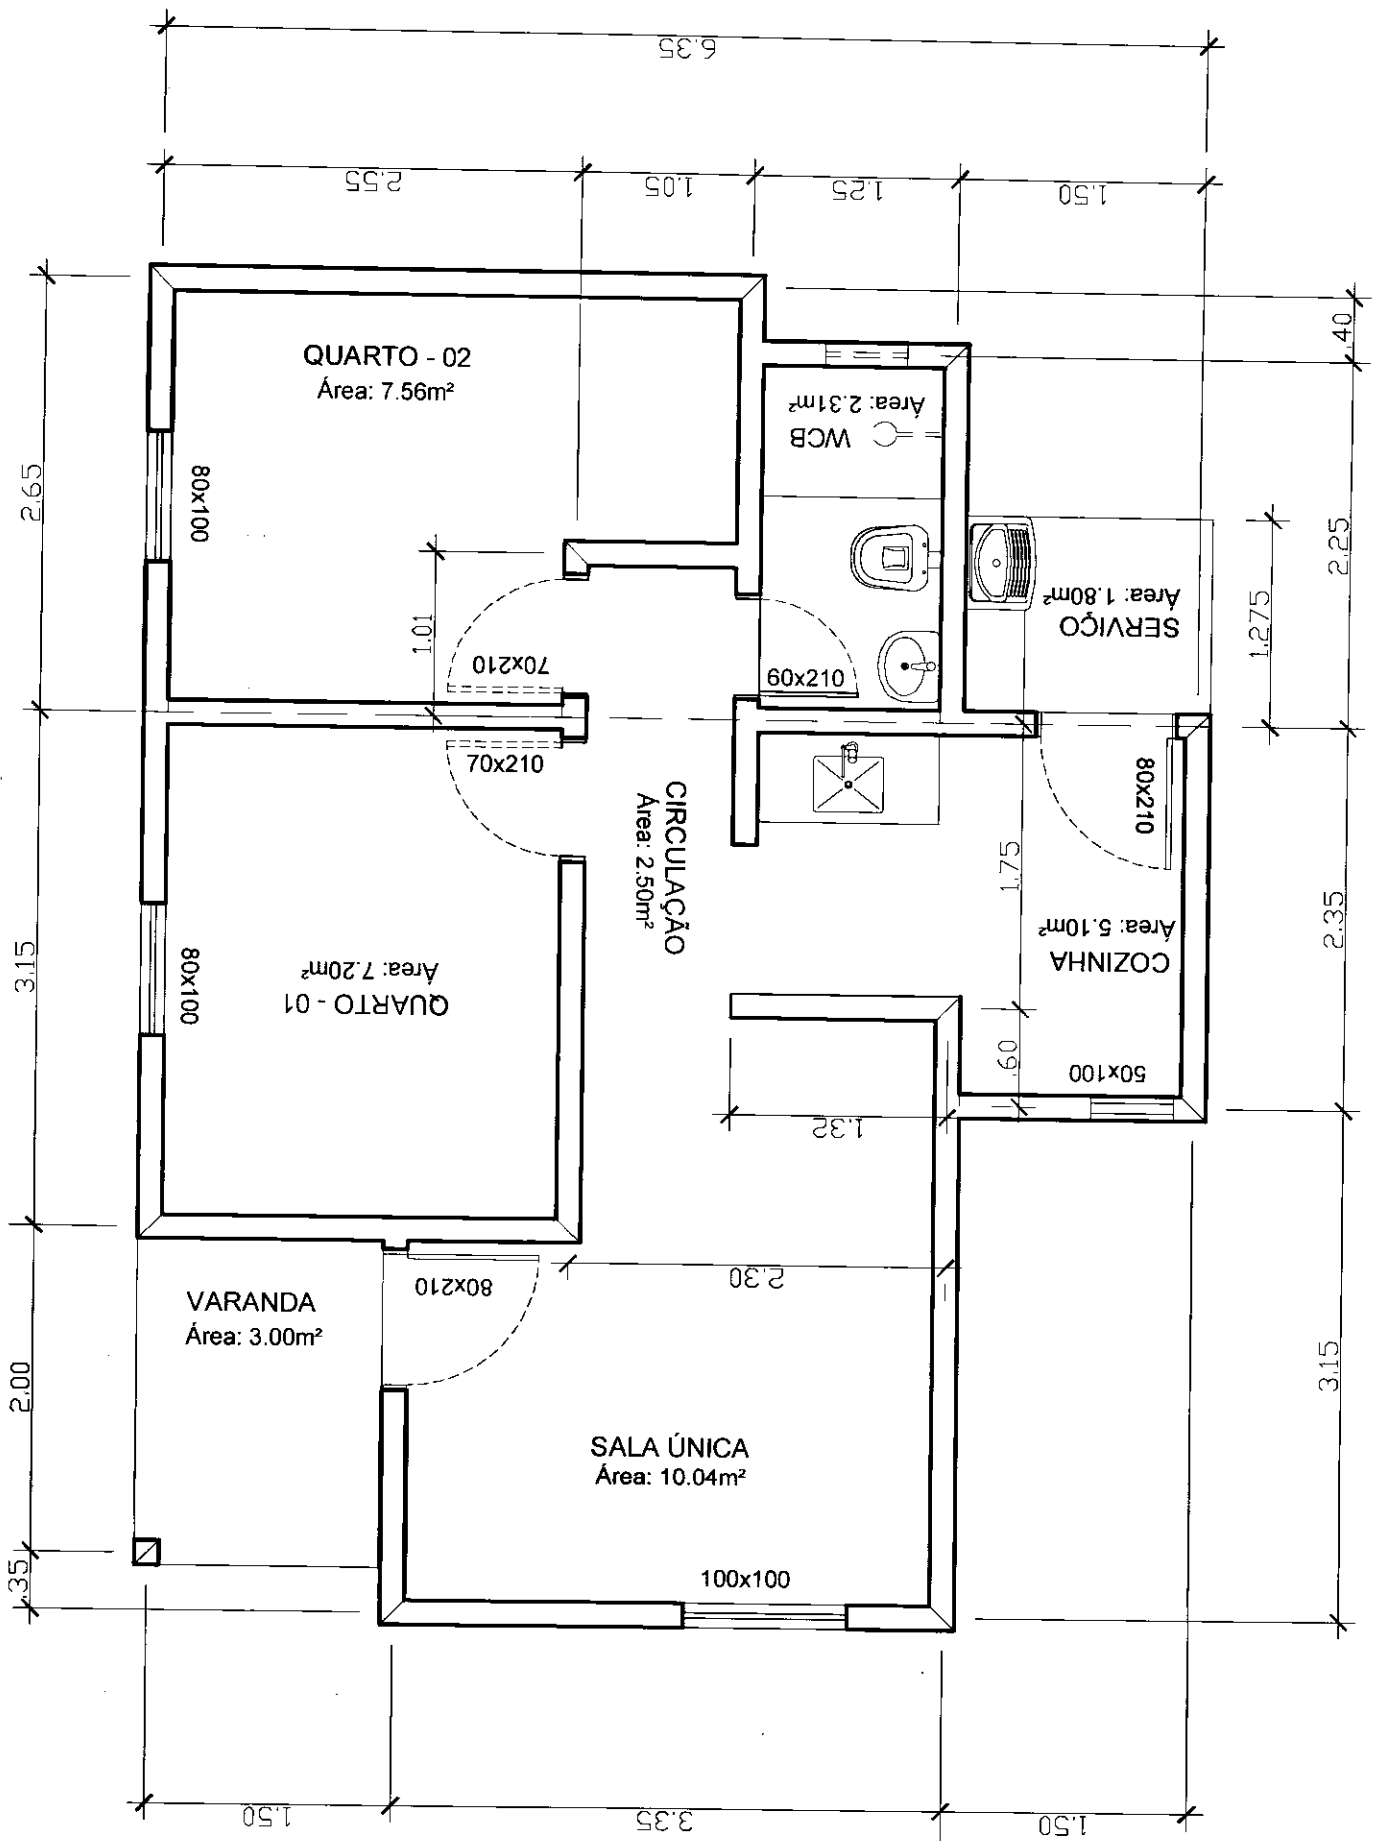 6.35
2.55
1.05
1.25
1.50
.40
QUARTO - 02
Área: 7.56m²
WCB
Área: 2.31m²
80x100
2.65
2.25
1.01
70x210
60x210
SERVIÇO
Área: 1.80m²
1.275
70x210
80x210
CIRCULAÇÃO
Área: 2.50m²
1.75
2.35
3.15
80x100
QUARTO - 01
Área: 7.20m²
COZINHA
Área: 5.10m²
.60
50x100
1.32
2.30
80x210
VARANDA
Área: 3.00m²
2.00
3.15
SALA ÚNICA
Área: 10.04m²
.35
100x100
1.50
3.35
1.50